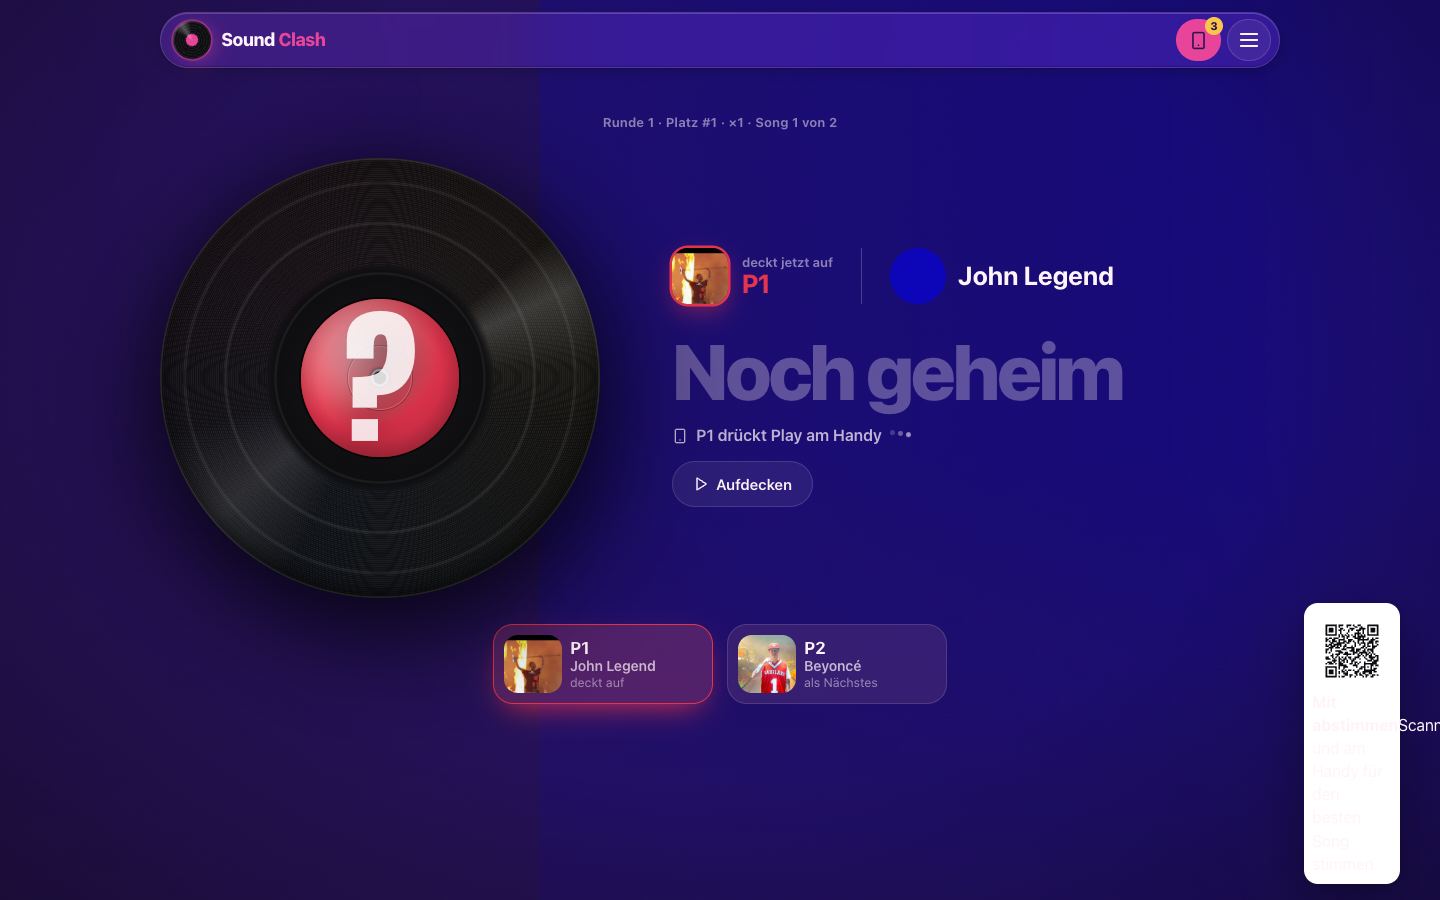 Sound Clash
3
Runde 1 · Platz #1 · ×1 · Song 1 von 2
deckt jetzt auf
P1
John Legend
?
Noch geheim
P1 drückt Play am Handy
Aufdecken
P1
John Legend
deckt auf
P2
Beyoncé
als Nächstes
Mit
abstimmenScann
und am
Handy für
den
besten
Song
stimmen.